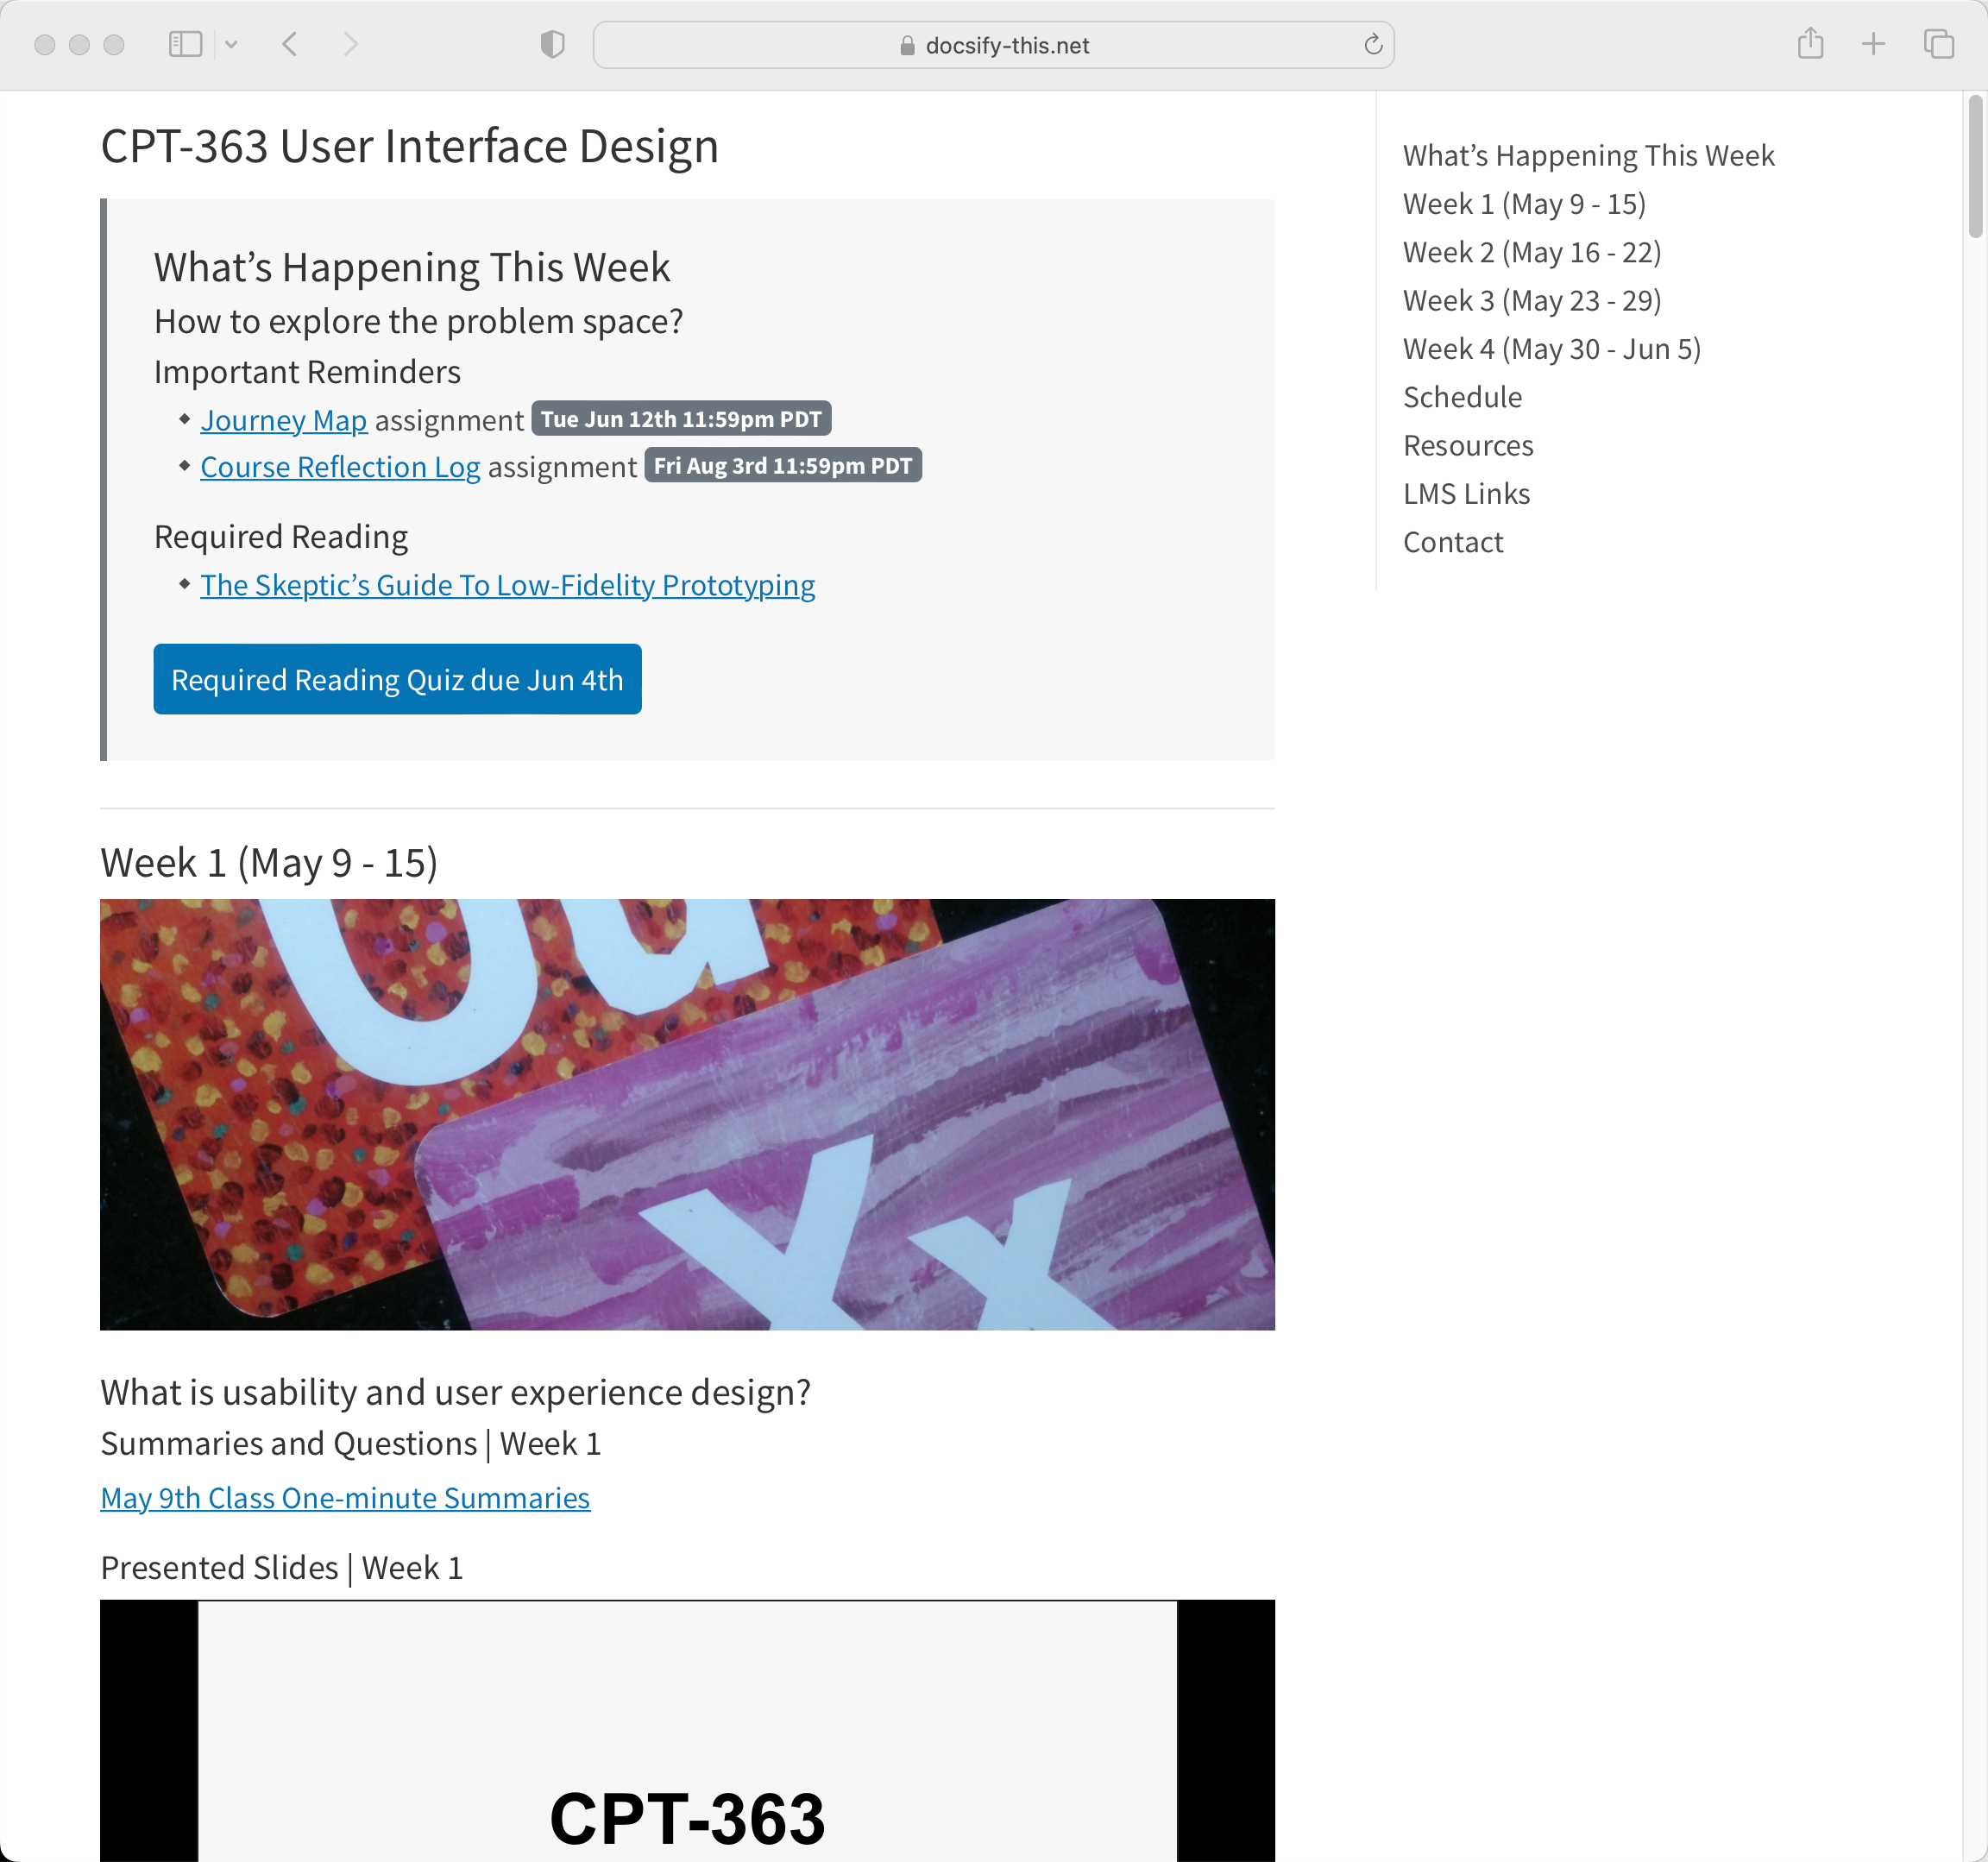 docsify-this.net
CPT-363 User Interface Design
What’s Happening This Week
How to explore the problem space?
Important Reminders
Journey Map assignment Tue Jun 12th 11:59pm PDT
Course Reflection Log assignment Fri Aug 3rd 11:59pm PDT
Required Reading
The Skeptic’s Guide To Low-Fidelity Prototyping
Required Reading Quiz due Jun 4th
Week 1 (May 9 - 15)
Uu
Xx
What is usability and user experience design?
Summaries and Questions | Week 1
May 9th Class One-minute Summaries
Presented Slides | Week 1
CPT-363
What’s Happening This Week
Week 1 (May 9 - 15)
Week 2 (May 16 - 22)
Week 3 (May 23 - 29)
Week 4 (May 30 - Jun 5)
Schedule
Resources
LMS Links
Contact